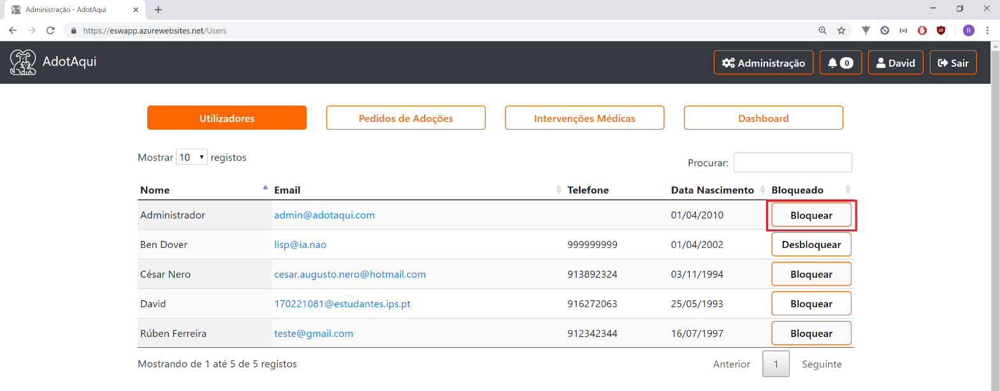 Administração - AdotAqui
https://eswapp.azurewebsites.net/Users
R
AdotAqui
Administração
0
David
Sair
Utilizadores
Pedidos de Adoções
Intervenções Médicas
Dashboard
Mostrar 10 registos
Procurar:
Nome Email Telefone Data Nascimento Bloqueado
Administrador admin@adotaqui.com 01/04/2010 Bloquear
Ben Dover lisp@ia.nao 999999999 01/04/2002 Desbloquear
César Nero cesar.augusto.nero@hotmail.com 913892324 03/11/1994 Bloquear
David 170221081@estudantes.ips.pt 916272063 25/05/1993 Bloquear
Rúben Ferreira teste@gmail.com 912342344 16/07/1997 Bloquear
Mostrando de 1 até 5 de 5 registos
Anterior 1 Seguinte